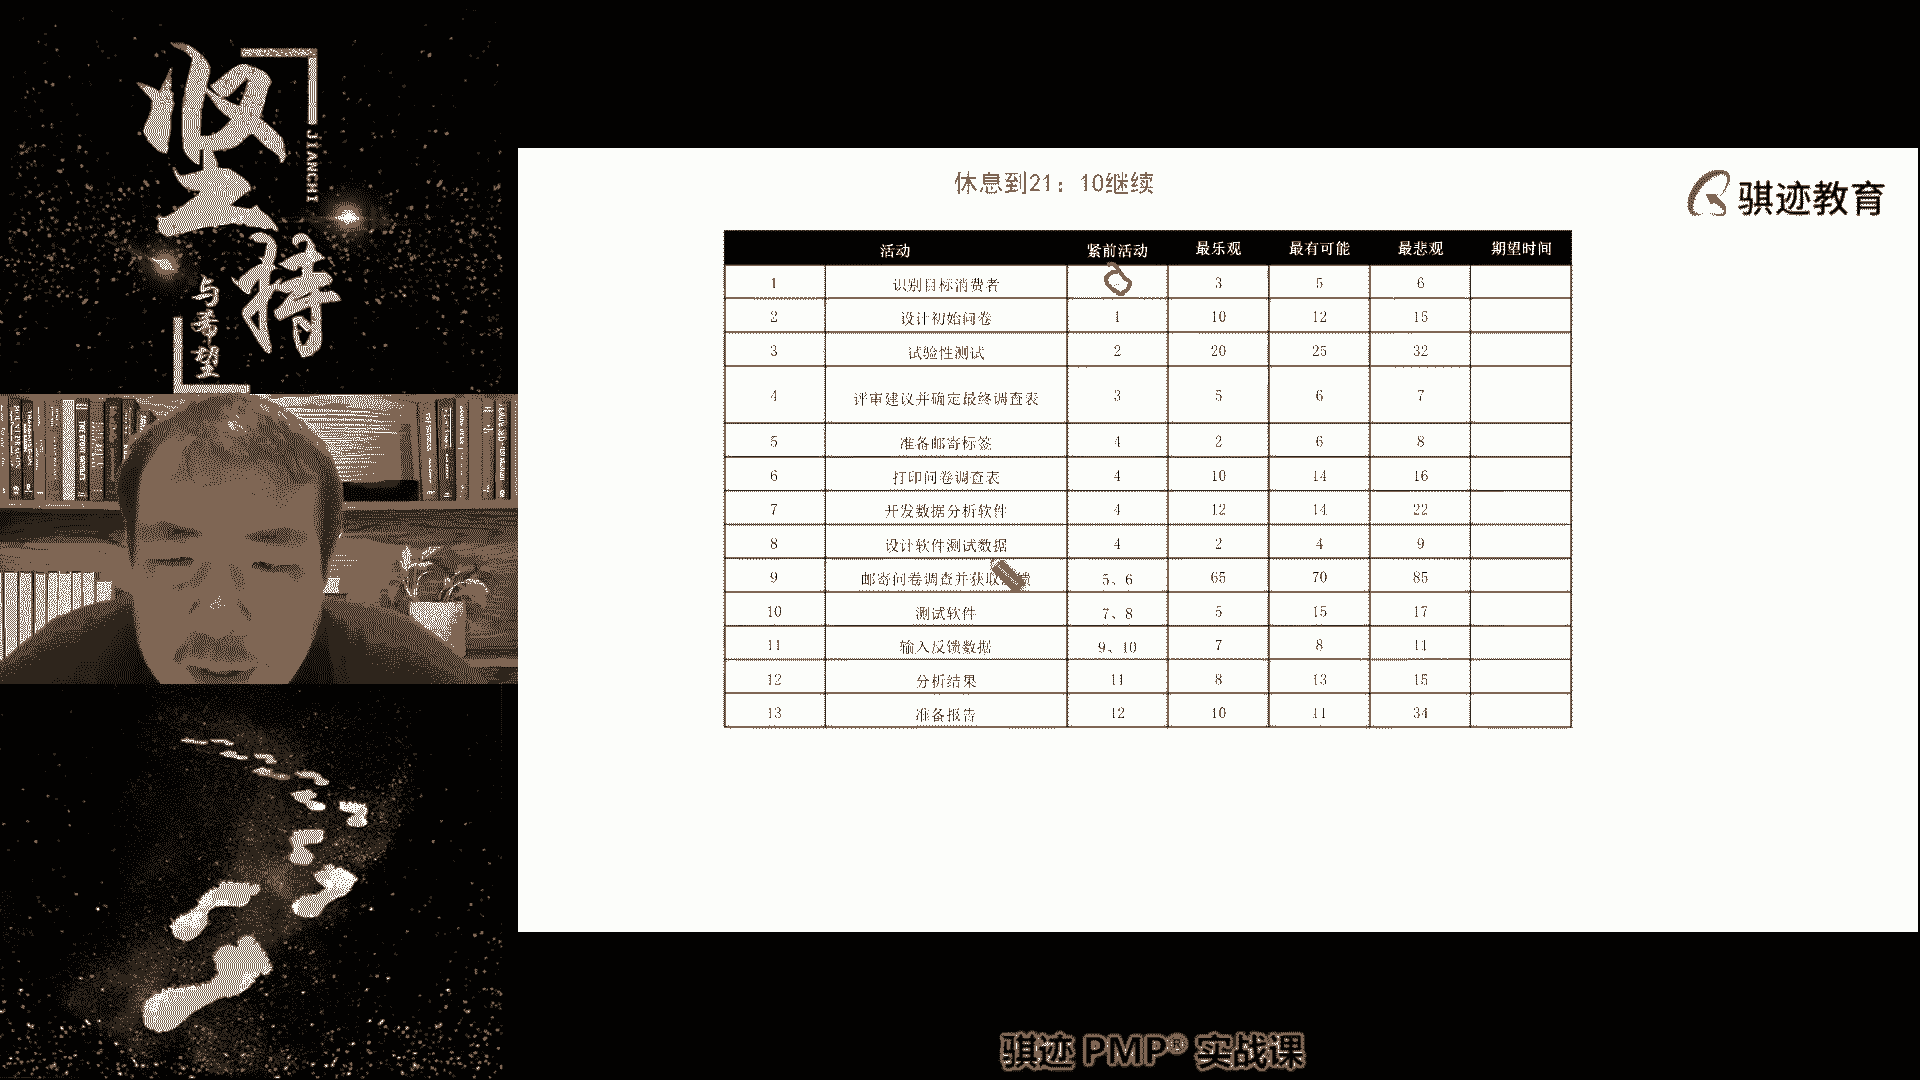 坚持
JIANCHI
与希望
休息到21：10继续
骐迹教育
活动 紧前活动 最乐观 最有可能 最悲观 期望时间
1 识别目标消费者 3 5 6
2 设计初始问卷 1 10 12 15
3 试验性测试 2 20 25 32
4 评审建议并确定最终调查表 3 5 6 7
5 准备邮寄标签 4 2 6 8
6 打印问卷调查表 4 10 14 16
7 开发数据分析软件 4 12 14 22
8 设计软件测试数据 4 2 4 9
9 邮寄问卷调查并获取 5、6 65 70 85
10 测试软件 7、8 5 15 17
11 输入反馈数据 9、10 7 8 11
12 分析结果 11 8 13 15
13 准备报告 12 10 11 34
骐迹 PMP® 实战课